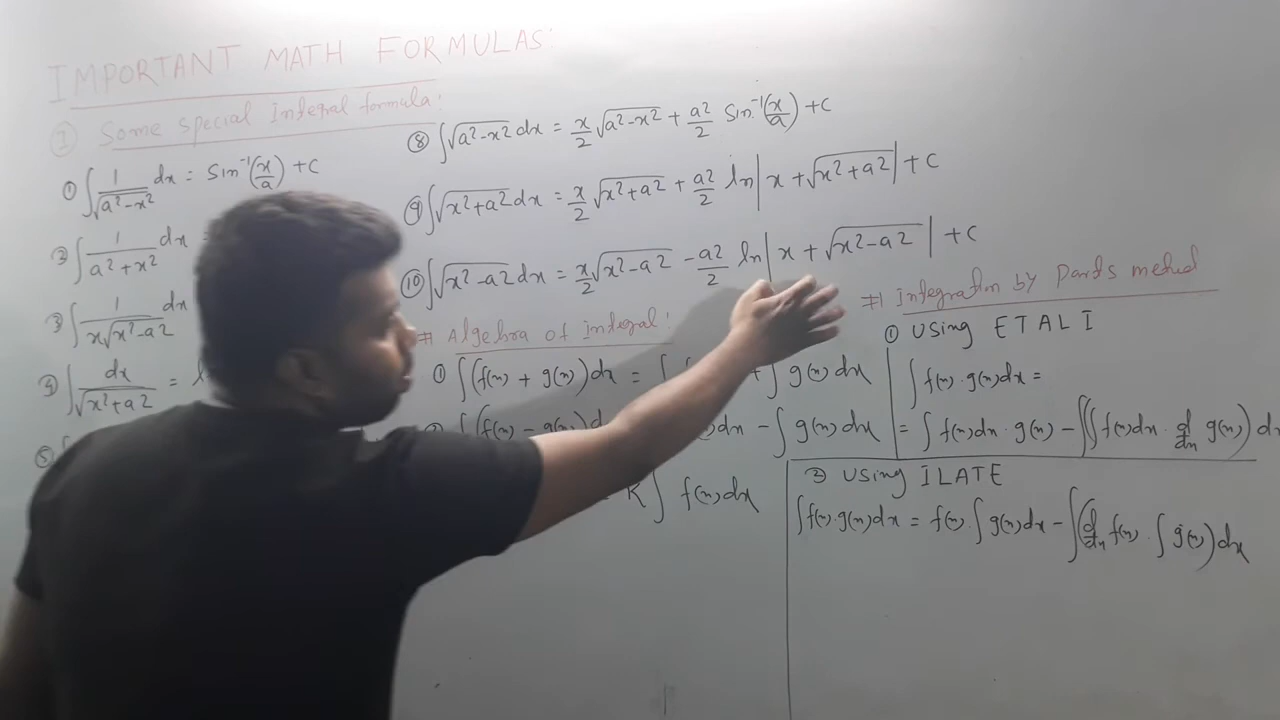 IMPORTANT MATH FORMULAS
① Some special Integral formula:
① ∫ 1/√(a²-x²) dx = Sin⁻¹(x/a) + C
② ∫ 1/(a²+x²) dx =
③ ∫ 1/(x√(x²-a²)) dx
④ ∫ dx/√(x²+a²) =
⑤ ∫
⑧ ∫√(a²-x²) dx = x/2 √(a²-x²) + a²/2 Sin⁻¹(x/a) + C
⑨ ∫√(x²+a²) dx = x/2 √(x²+a²) + a²/2 ln|x + √(x²+a²)| + C
⑩ ∫√(x²-a²) dx = x/2 √(x²-a²) - a²/2 ln|x + √(x²-a²)| + C
# Algebra of integral:
① ∫(f(x) + g(x)) dx = ∫ + ∫ g(x) dx
∫(f(x) - g(x)) d dx - ∫ g(x) dx
= K ∫ f(x) dx
# Integration by Parts method
① Using ETALI
∫ f(x) · g(x) dx =
= ∫ f(x) dx · g(x) - ∫(∫ f(x) dx · d/dx g(x)) dx
② Using ILATE
∫ f(x) · g(x) dx = f(x) · ∫ g(x) dx - ∫(d/dx f(x) · ∫ g(x)) dx